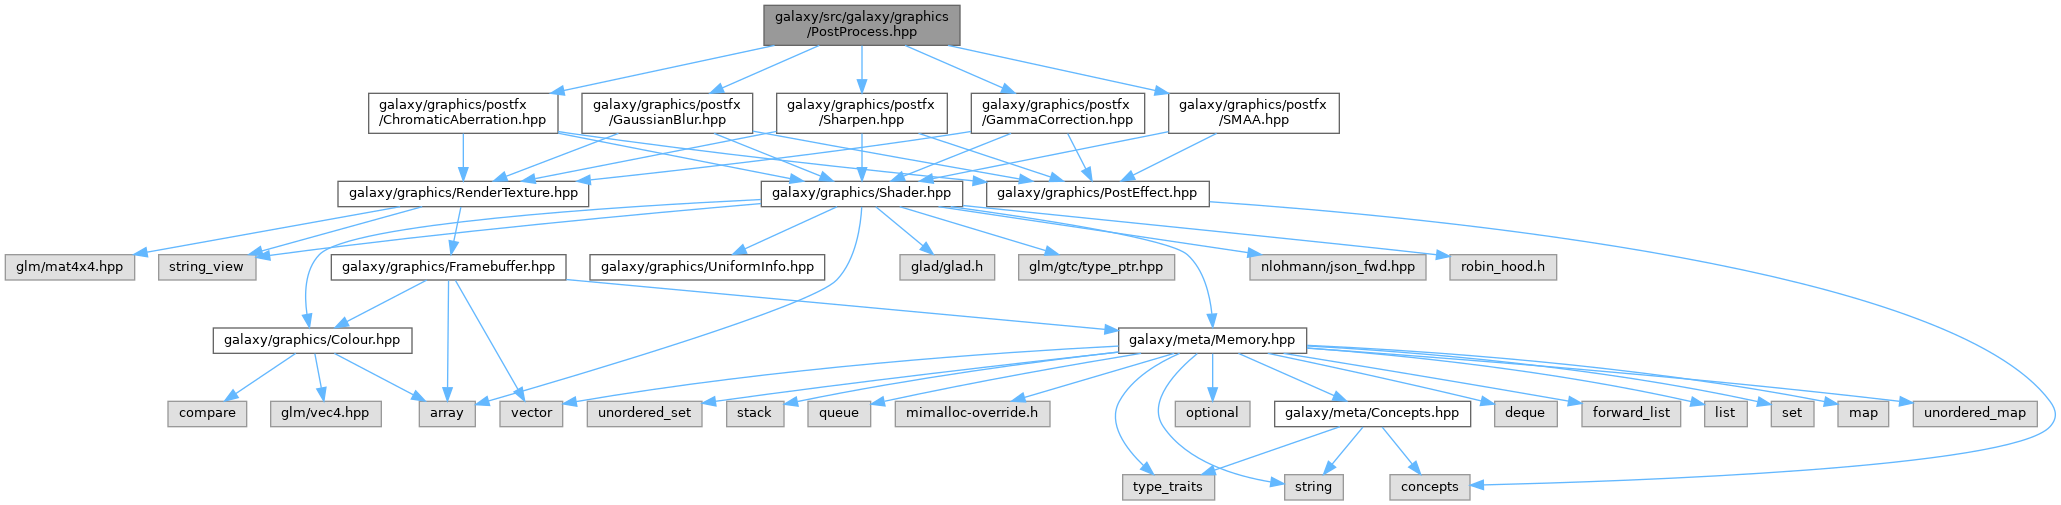 galaxy/src/galaxy/graphics
/PostProcess.hpp
galaxy/graphics/postfx
/ChromaticAberration.hpp
galaxy/graphics/postfx
/GaussianBlur.hpp
galaxy/graphics/postfx
/Sharpen.hpp
galaxy/graphics/postfx
/GammaCorrection.hpp
galaxy/graphics/postfx
/SMAA.hpp
galaxy/graphics/RenderTexture.hpp
galaxy/graphics/Shader.hpp
galaxy/graphics/PostEffect.hpp
glm/mat4x4.hpp
string_view
galaxy/graphics/Framebuffer.hpp
galaxy/graphics/UniformInfo.hpp
glad/glad.h
glm/gtc/type_ptr.hpp
nlohmann/json_fwd.hpp
robin_hood.h
galaxy/graphics/Colour.hpp
galaxy/meta/Memory.hpp
compare
glm/vec4.hpp
array
vector
unordered_set
stack
queue
mimalloc-override.h
optional
galaxy/meta/Concepts.hpp
deque
forward_list
list
set
map
unordered_map
type_traits
string
concepts